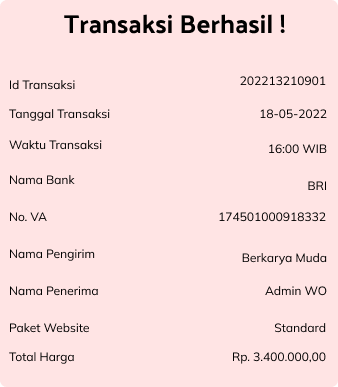 Transaksi Berhasil !
Id Transaksi 202213210901
Tanggal Transaksi 18-05-2022
Waktu Transaksi 16:00 WIB
Nama Bank BRI
No. VA 174501000918332
Nama Pengirim Berkarya Muda
Nama Penerima Admin WO
Paket Website Standard
Total Harga Rp. 3.400.000,00